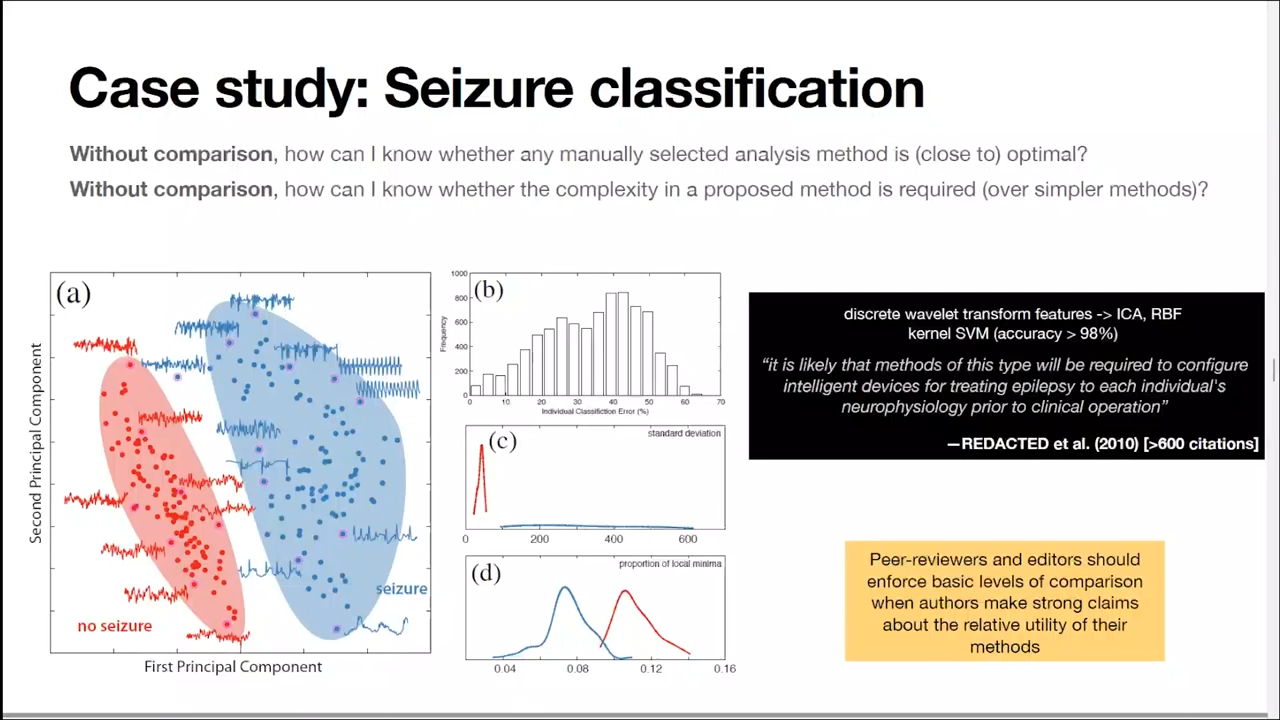 Case study: Seizure classification
Without comparison, how can I know whether any manually selected analysis method is (close to) optimal?
Without comparison, how can I know whether the complexity in a proposed method is required (over simpler methods)?
(a)
Second Principal Component
no seizure
seizure
First Principal Component
(b)
Frequency
1000
800
600
400
200
0
0 10 20 30 40 50 60 70
Individual Classifiction Error (%)
(c)
standard deviation
0 200 400 600
(d)
proportion of local minima
0.04 0.08 0.12 0.16
discrete wavelet transform features -> ICA, RBF
kernel SVM (accuracy > 98%)
“it is likely that methods of this type will be required to configure
intelligent devices for treating epilepsy to each individual's
neurophysiology prior to clinical operation”
—REDACTED et al. (2010) [>600 citations]
Peer-reviewers and editors should
enforce basic levels of comparison
when authors make strong claims
about the relative utility of their
methods